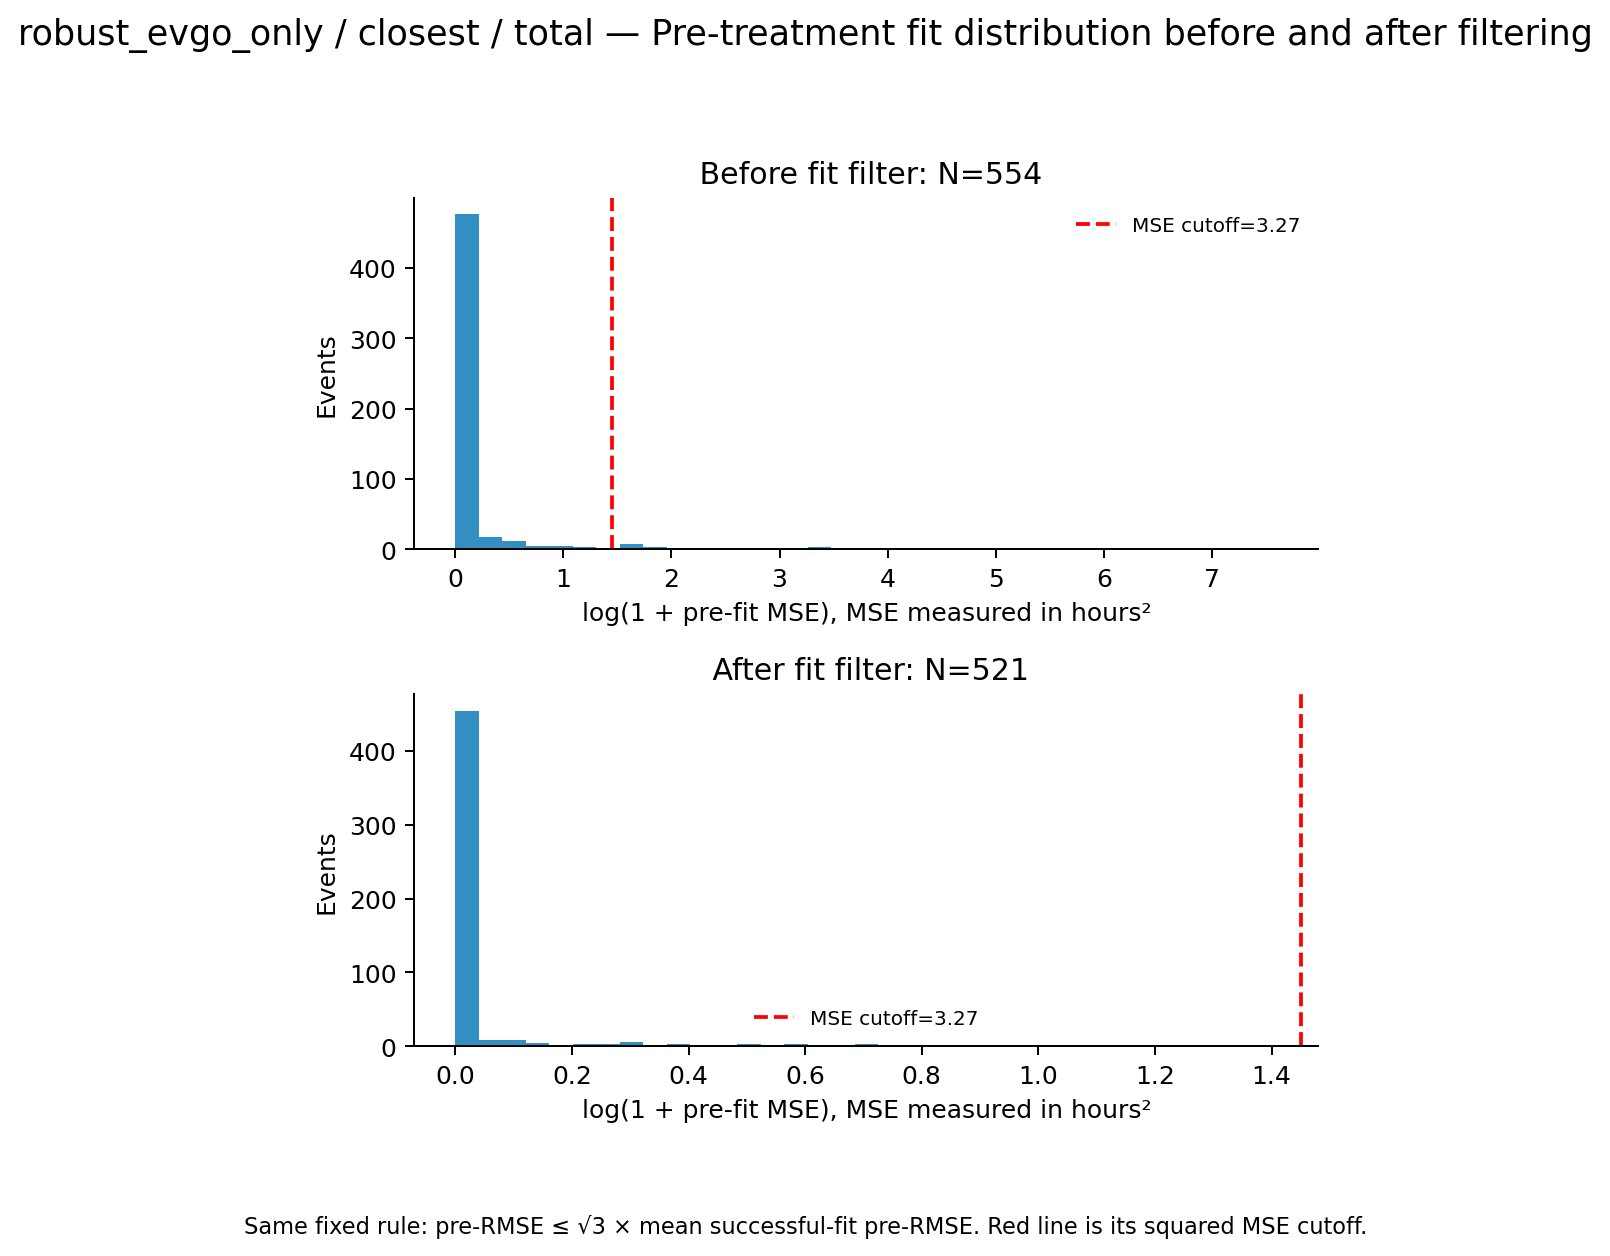 robust_evgo_only / closest / total — Pre-treatment fit distribution before and after filtering
Before fit filter: N=554
MSE cutoff=3.27
Events
400
300
200
100
0
0 1 2 3 4 5 6 7
log(1 + pre-fit MSE), MSE measured in hours²
After fit filter: N=521
Events
400
300
200
100
0
MSE cutoff=3.27
0.0 0.2 0.4 0.6 0.8 1.0 1.2 1.4
log(1 + pre-fit MSE), MSE measured in hours²
Same fixed rule: pre-RMSE ≤ √3 × mean successful-fit pre-RMSE. Red line is its squared MSE cutoff.